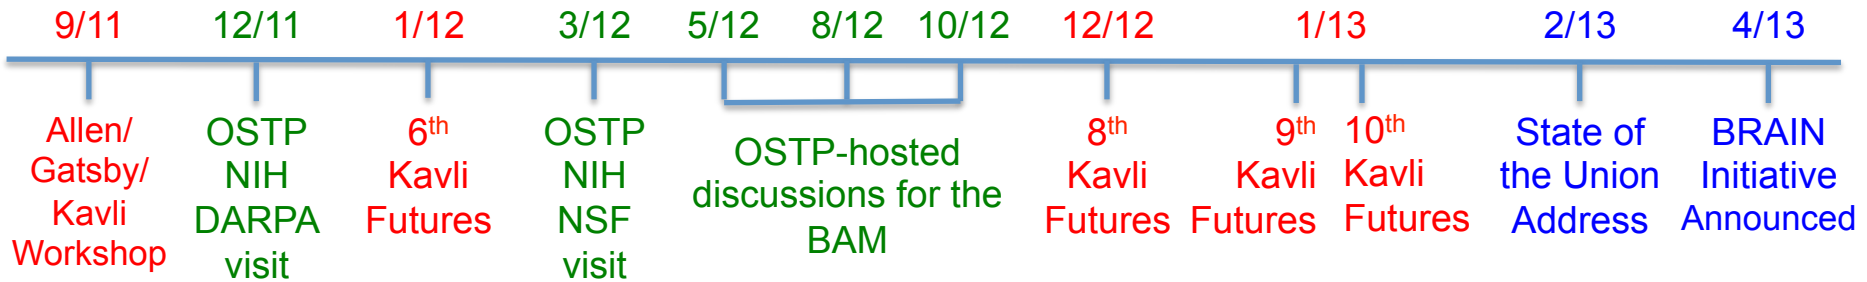 9/11 12/11 1/12 3/12 5/12 8/12 10/12 12/12 1/13 2/13 4/13
Allen/
Gatsby/
Kavli
Workshop
OSTP
NIH
DARPA
visit
6th
Kavli
Futures
OSTP
NIH
NSF
visit
OSTP-hosted
discussions for the
BAM
8th
Kavli
Futures
9th
Kavli
Futures
10th
Kavli
Futures
State of
the Union
Address
BRAIN
Initiative
Announced